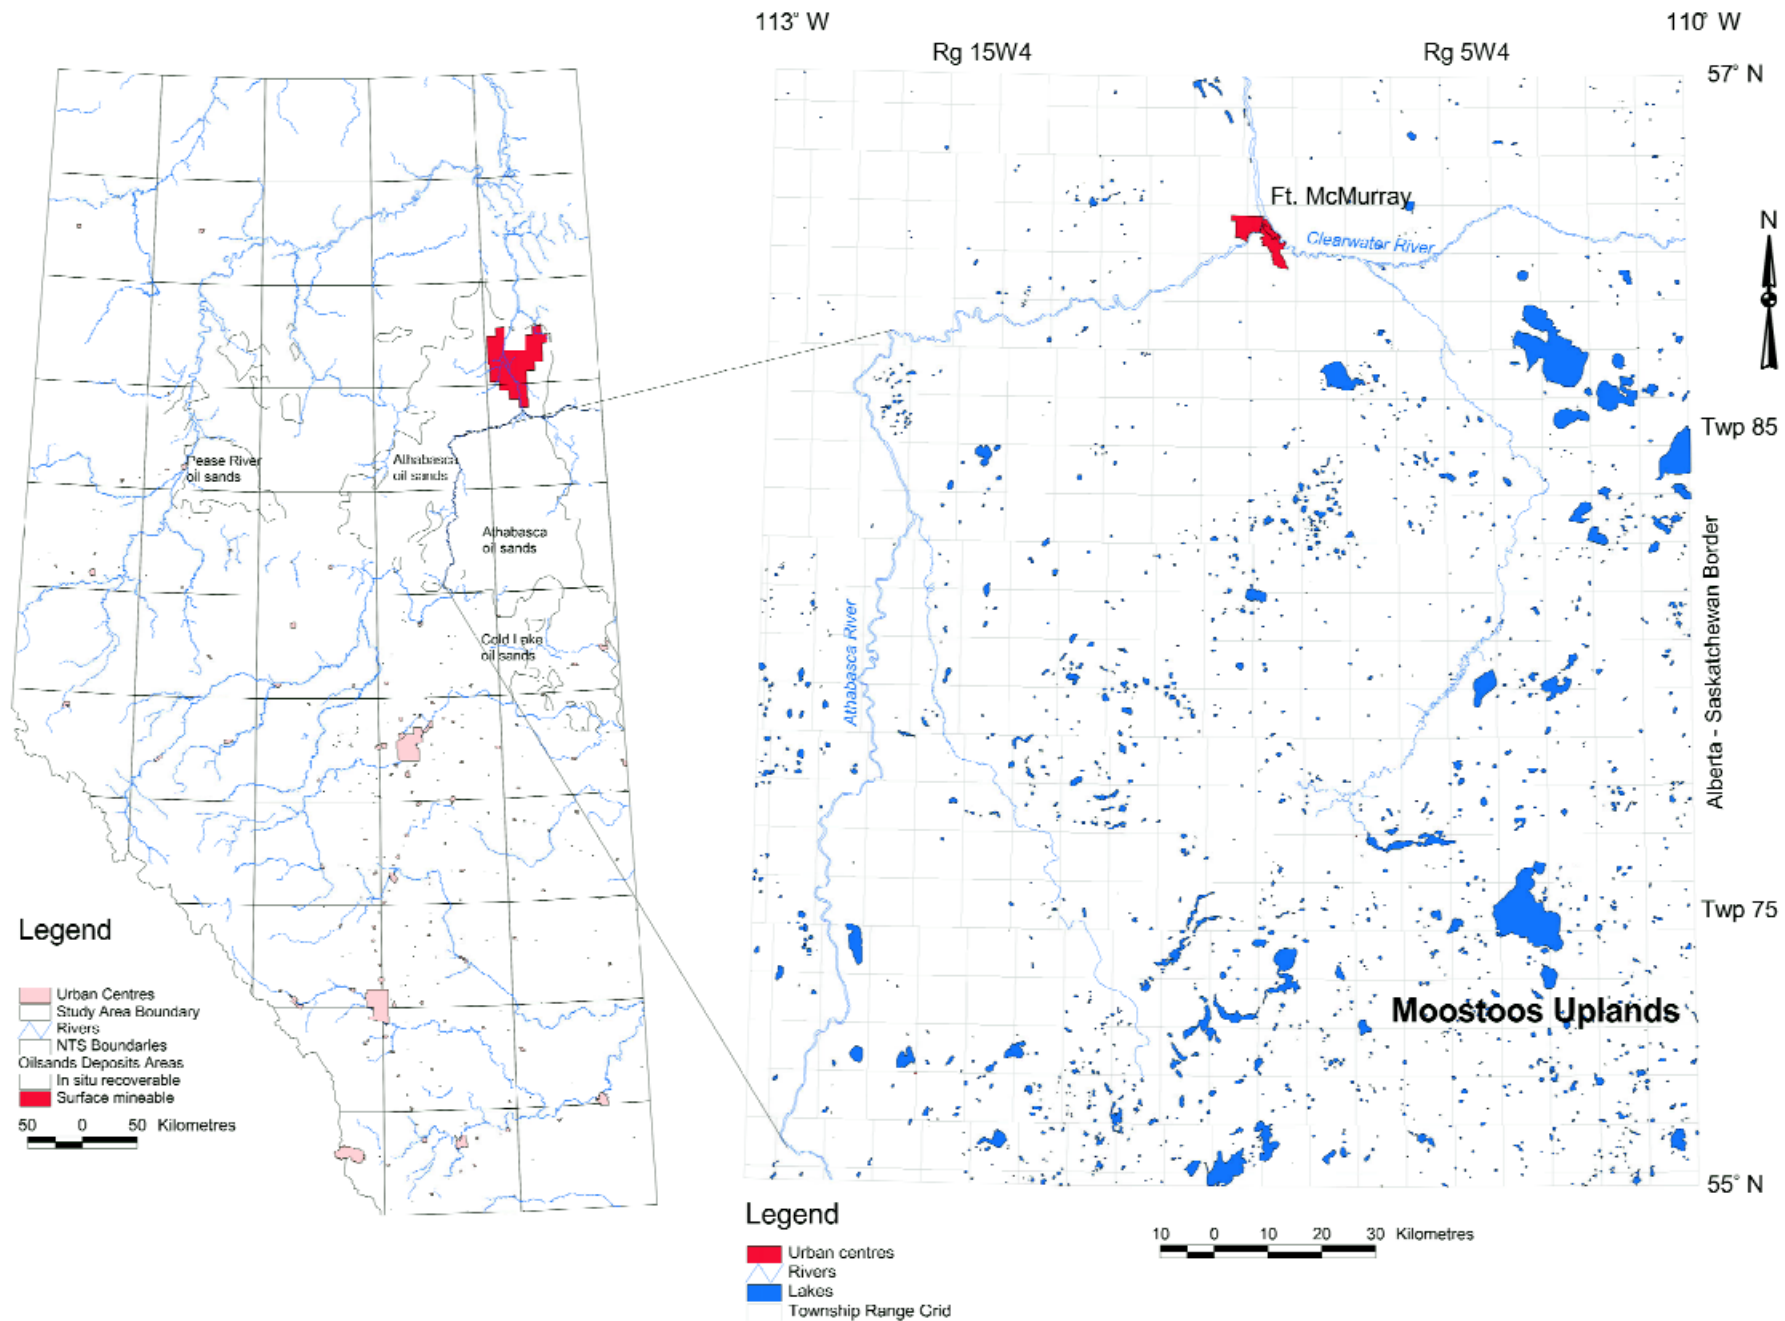 113° W
110° W
Rg 15W4
Rg 5W4
57° N
Ft. McMurray
N
Clearwater River
Twp 85
Pease River
oil sands
Athabasca
oil sands
Athabasca
oil sands
Alberta - Saskatchewan Border
Athabasca River
Cold Lake
oil sands
Twp 75
Legend
Urban Centres
Study Area Boundary
Rivers
NTS Boundaries
Oilsands Deposits Areas
In situ recoverable
Surface mineable
50 0 50 Kilometres
Moostoos Uplands
55° N
Legend
Urban centres
Rivers
Lakes
Township Range Grid
10 0 10 20 30 Kilometres